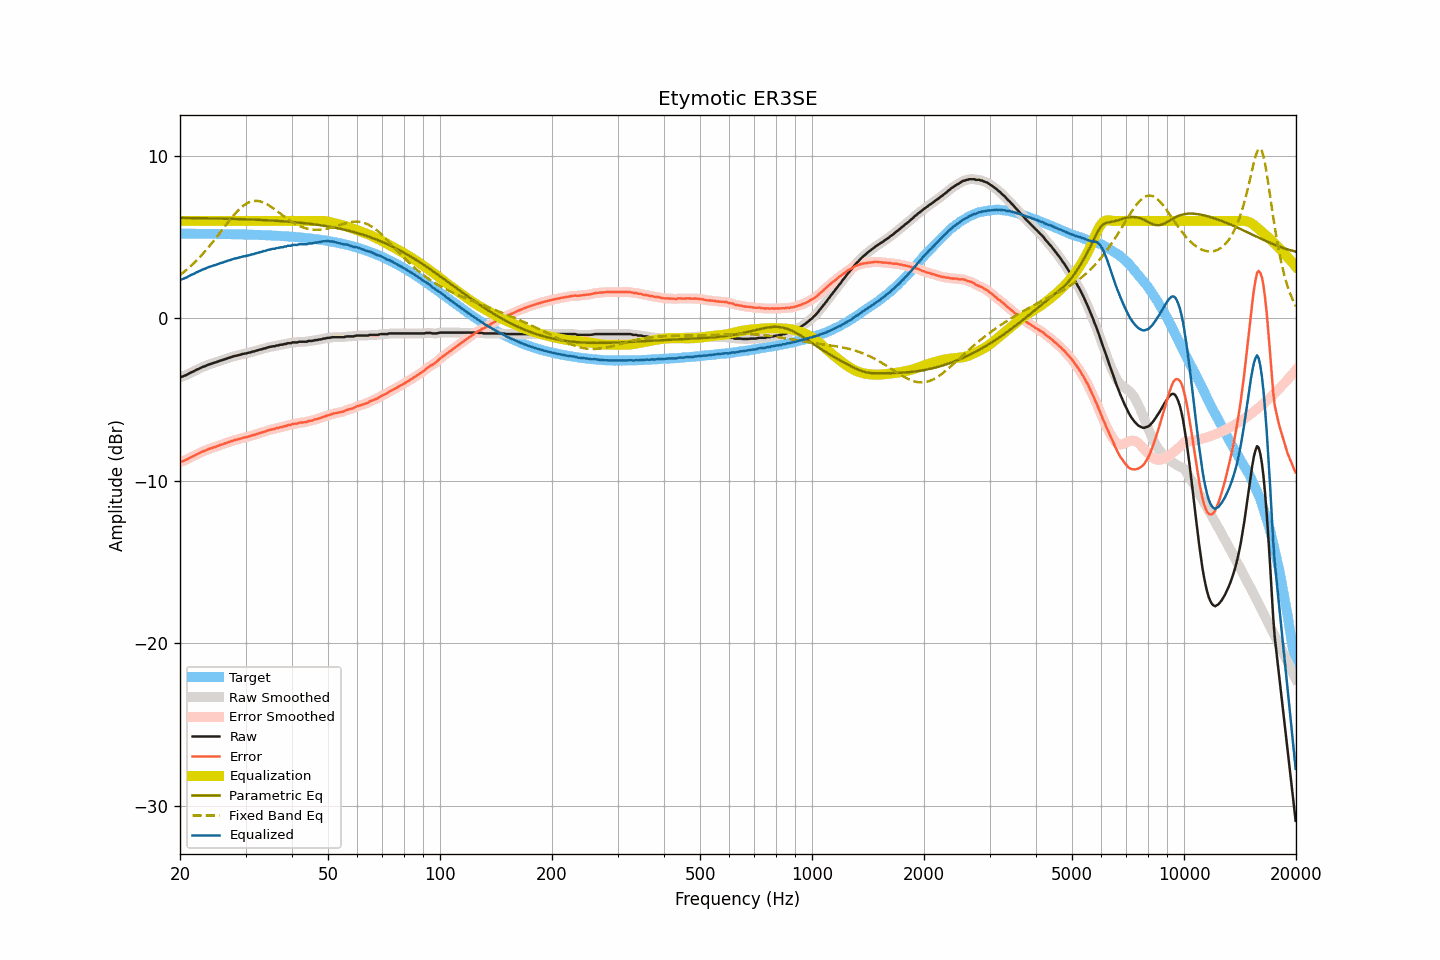 Etymotic ER3SE
10
0
−10
−20
−30
Amplitude (dBr)
Target
Raw Smoothed
Error Smoothed
Raw
Error
Equalization
Parametric Eq
Fixed Band Eq
Equalized
20 50 100 200 500 1000 2000 5000 10000 20000
Frequency (Hz)